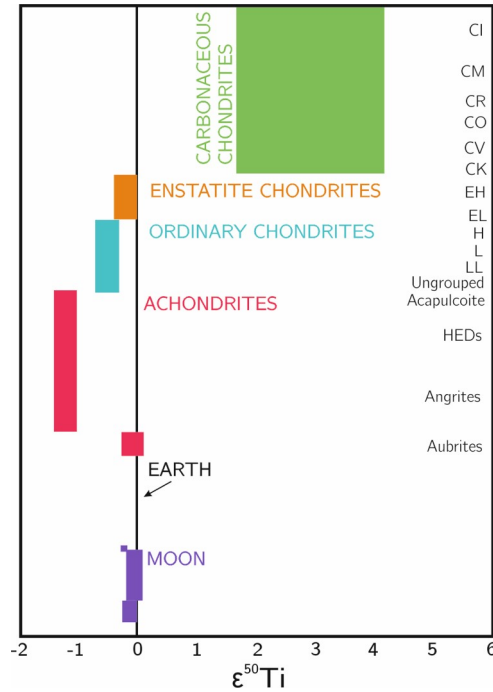 CARBONACEOUS
CHONDRITES
CI
CM
CR
CO
CV
CK
ENSTATITE CHONDRITES
EH
EL
ORDINARY CHONDRITES
H
L
LL
Ungrouped
Acapulcoite
ACHONDRITES
HEDs
Angrites
Aubrites
EARTH
MOON
-2 -1 0 1 2 3 4 5 6
ε⁵⁰Ti